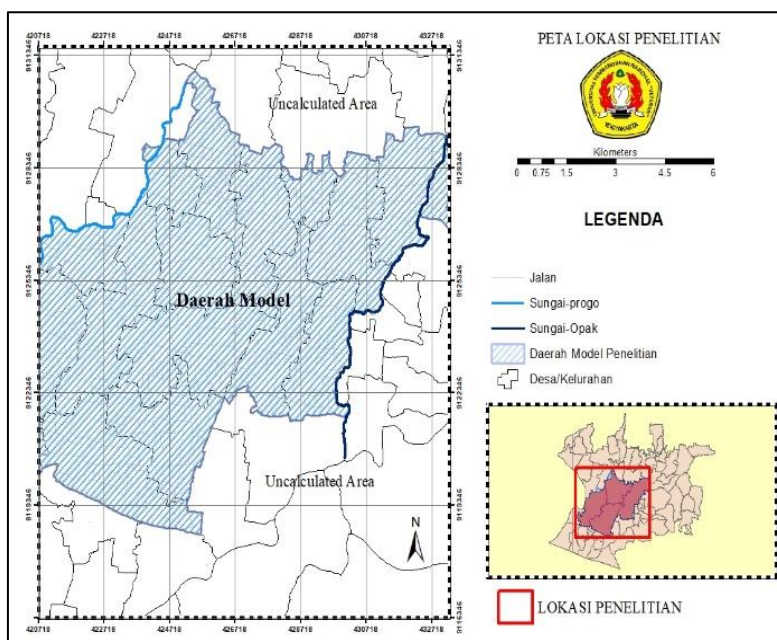 420718 422718 424718 426718 428718 430718 432718
9131346 9131346
Uncalculated Area
9128346 9128346
9125346 9125346
Daerah Model
9122346 9122346
Uncalculated Area
9119346 9119346
N
9116346 9116346
420718 422718 424718 426718 428718 430718 432718
PETA LOKASI PENELITIAN
YOGYAKARTA
Kilometers
0 0.75 1.5 3 4.5 6
LEGENDA
Jalan
Sungai-progo
Sungai-Opak
Daerah Model Penelitian
Desa/Kelurahan
LOKASI PENELITIAN